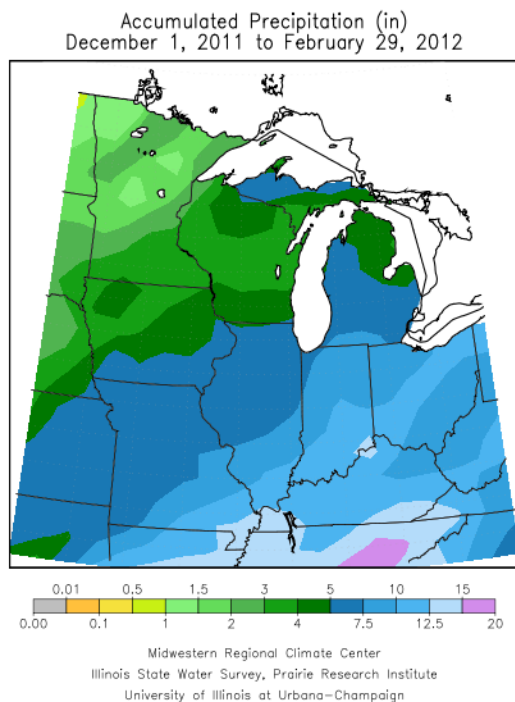 Accumulated Precipitation (in)
December 1, 2011 to February 29, 2012
0.01 0.5 1.5 3 5 10 15
0.00 0.1 1 2 4 7.5 12.5 20
Midwestern Regional Climate Center
Illinois State Water Survey, Prairie Research Institute
University of Illinois at Urbana-Champaign